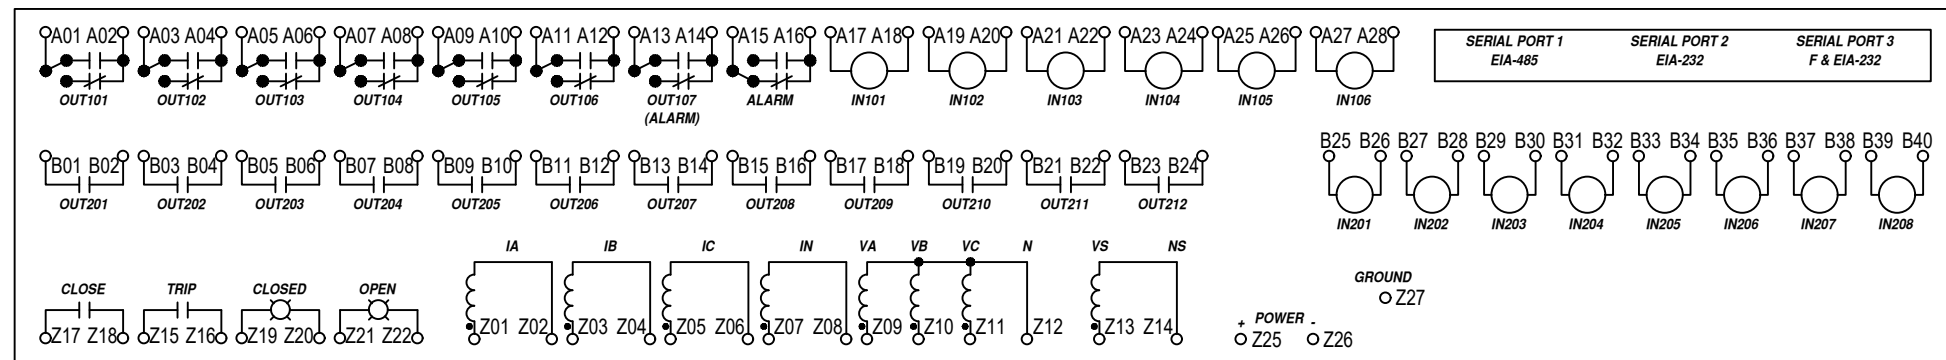 A01 A02 A03 A04 A05 A06 A07 A08 A09 A10 A11 A12 A13 A14 A15 A16 A17 A18 A19 A20 A21 A22 A23 A24 A25 A26 A27 A28
SERIAL PORT 1 SERIAL PORT 2 SERIAL PORT 3
EIA-485 EIA-232 F & EIA-232
OUT101 OUT102 OUT103 OUT104 OUT105 OUT106 OUT107 ALARM IN101 IN102 IN103 IN104 IN105 IN106
(ALARM)
B25 B26 B27 B28 B29 B30 B31 B32 B33 B34 B35 B36 B37 B38 B39 B40
B01 B02 B03 B04 B05 B06 B07 B08 B09 B10 B11 B12 B13 B14 B15 B16 B17 B18 B19 B20 B21 B22 B23 B24
OUT201 OUT202 OUT203 OUT204 OUT205 OUT206 OUT207 OUT208 OUT209 OUT210 OUT211 OUT212
IN201 IN202 IN203 IN204 IN205 IN206 IN207 IN208
IA IB IC IN VA VB VC N VS NS
GROUND
Z27
CLOSE TRIP CLOSED OPEN
+ POWER -
Z17 Z18 Z15 Z16 Z19 Z20 Z21 Z22 Z01 Z02 Z03 Z04 Z05 Z06 Z07 Z08 Z09 Z10 Z11 Z12 Z13 Z14 Z25 Z26